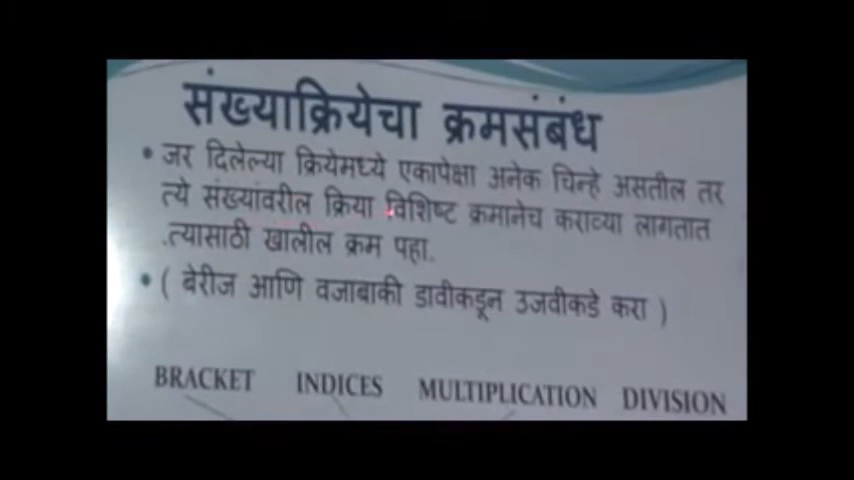 संख्याक्रियेचा क्रमसंबंध
• जर दिलेल्या क्रियेमध्ये एकापेक्षा अनेक चिन्हे असतील तर
त्ये संख्यांवरील क्रिया विशिष्ट क्रमानेच कराव्या लागतात
.त्यासाठी खालील क्रम पहा.
• ( बेरीज आणि वजाबाकी डावीकडून उजवीकडे करा )
BRACKET INDICES MULTIPLICATION DIVISION